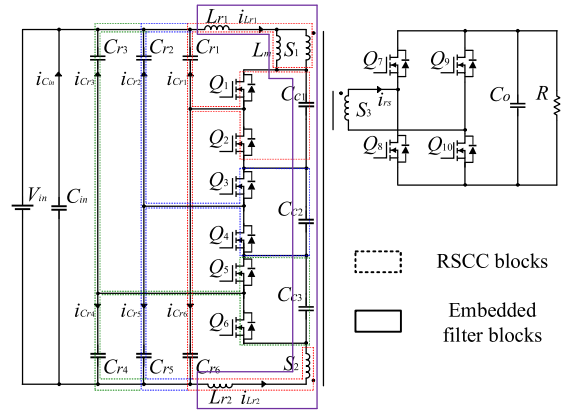 Lr1 iLr1
Cr3 Cr2 Cr1 Lm S1
iCin iCr3 iCr2 iCr1 Q1 Cc1
Q2
Q3
Vin Cin Q4 Cc2
Q5
iCr4 iCr5 iCr6 Q6 Cc3
Cr4 Cr5 Cr6 S2
Lr2 iLr2
Q7 Q9
S3 irs Co R
Q8 Q10
RSCC blocks
Embedded
filter blocks